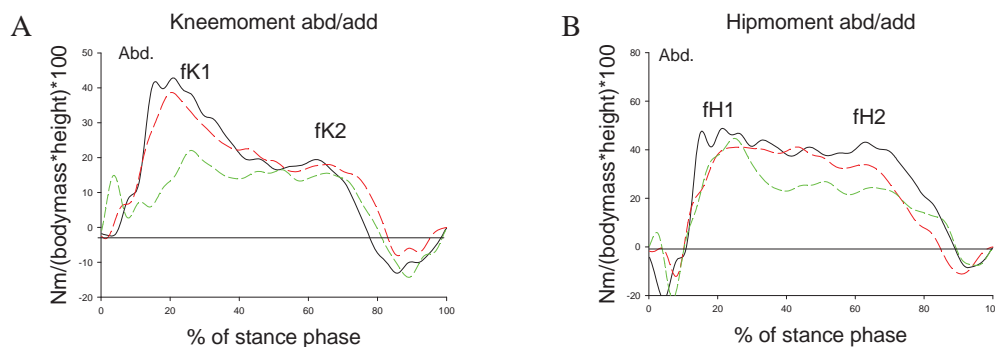 A
Kneemoment abd/add
Nm/(bodymass*height)*100
50
40
30
20
10
0
-10
-20
Abd.
fK1
fK2
0
20
40
60
80
100
% of stance phase
B
Hipmoment abd/add
Nm/(bodymass*height)*100
80
60
40
20
0
-20
Abd.
fH1
fH2
0
20
40
60
80
100
% of stance phase